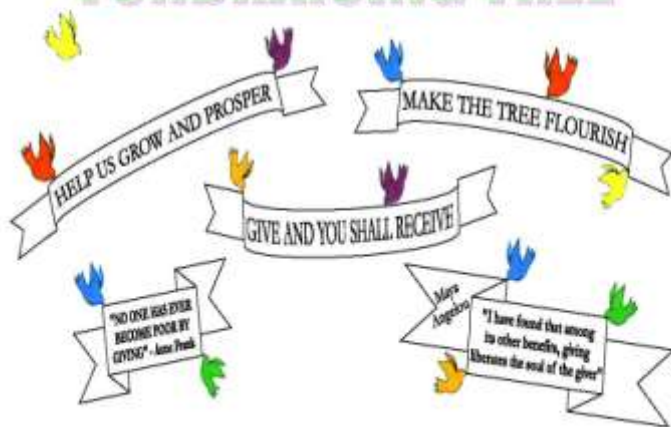 FUNDRAISING TREE
HELP US GROW AND PROSPER
MAKE THE TREE FLOURISH
GIVE AND YOU SHALL RECEIVE
"NO ONE HAS EVER
BECOME POOR BY
GIVING" - Anne Frank
Maya
Angelou
"I have found that among
its other benefits, giving
liberates the soul of the giver"